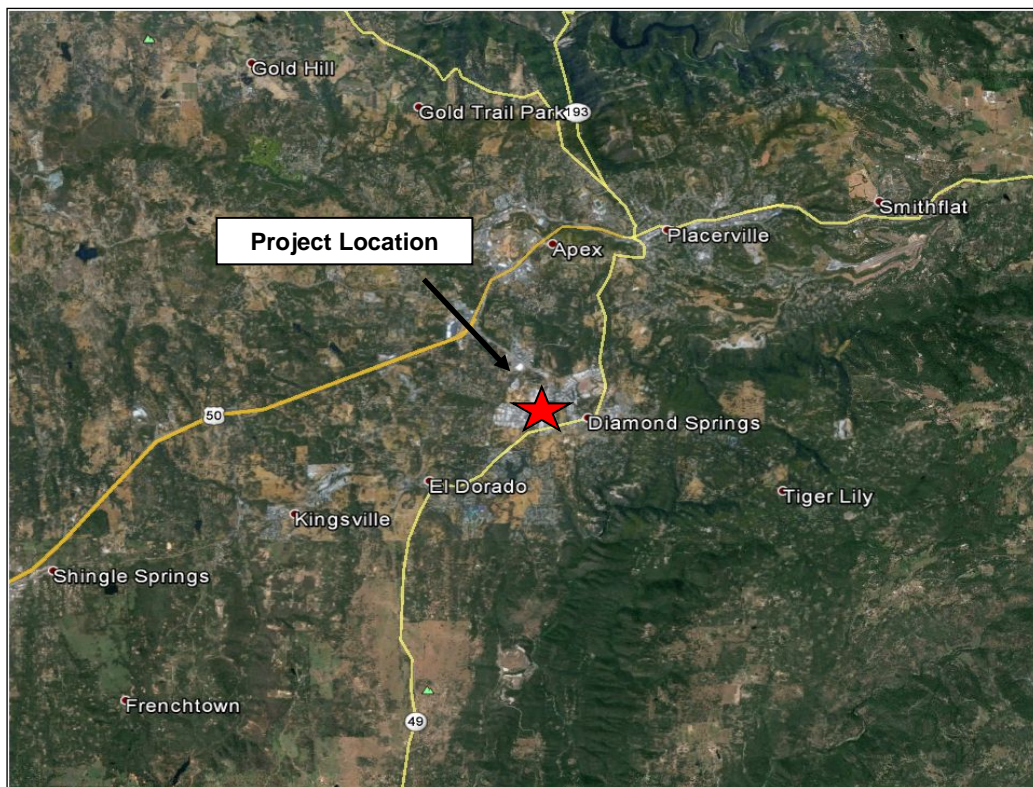 Gold Hill
Gold Trail Park
193
Smithflat
Project Location
Apex
Placerville
50
Diamond Springs
El Dorado
Tiger Lily
Kingsville
Shingle Springs
Frenchtown
49